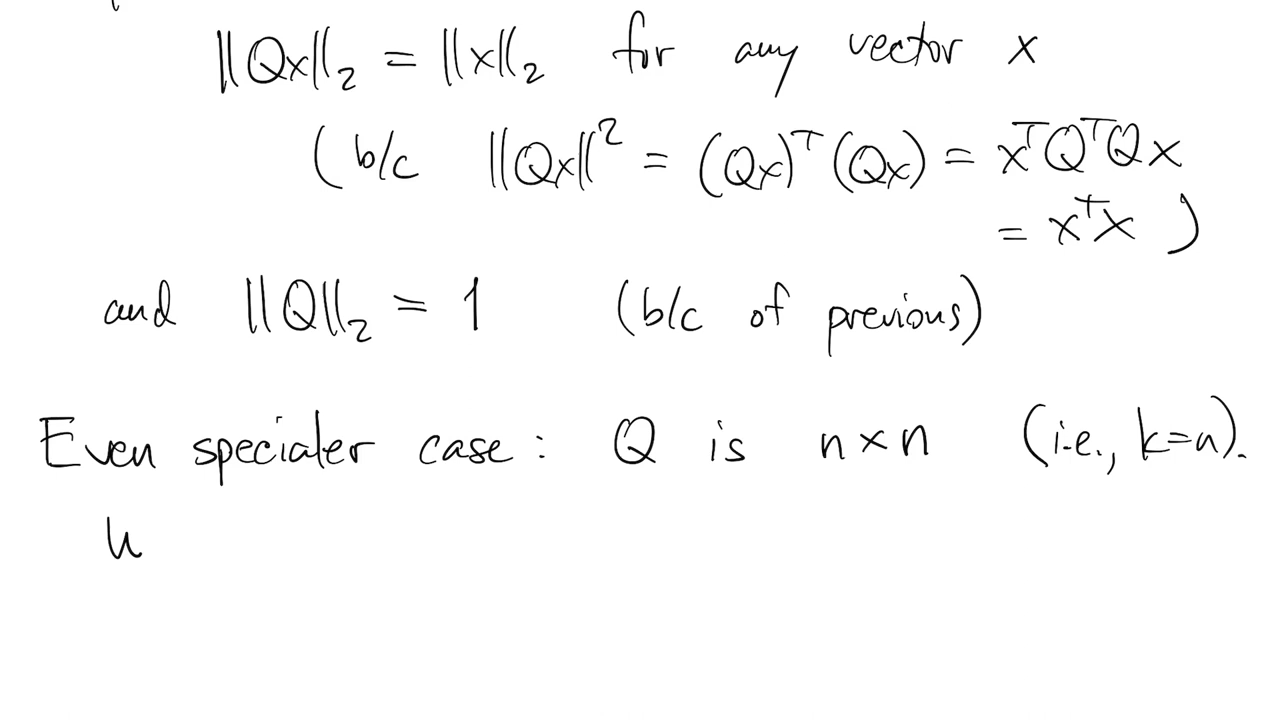 ||Qx||₂ = ||x||₂ for any vector x
(b/c ||Qx||² = (Qx)ᵀ(Qx) = xᵀQᵀQx
= xᵀx )
and ||Q||₂ = 1 (b/c of previous)
Even specialer case: Q is n×n (i.e., k=n).